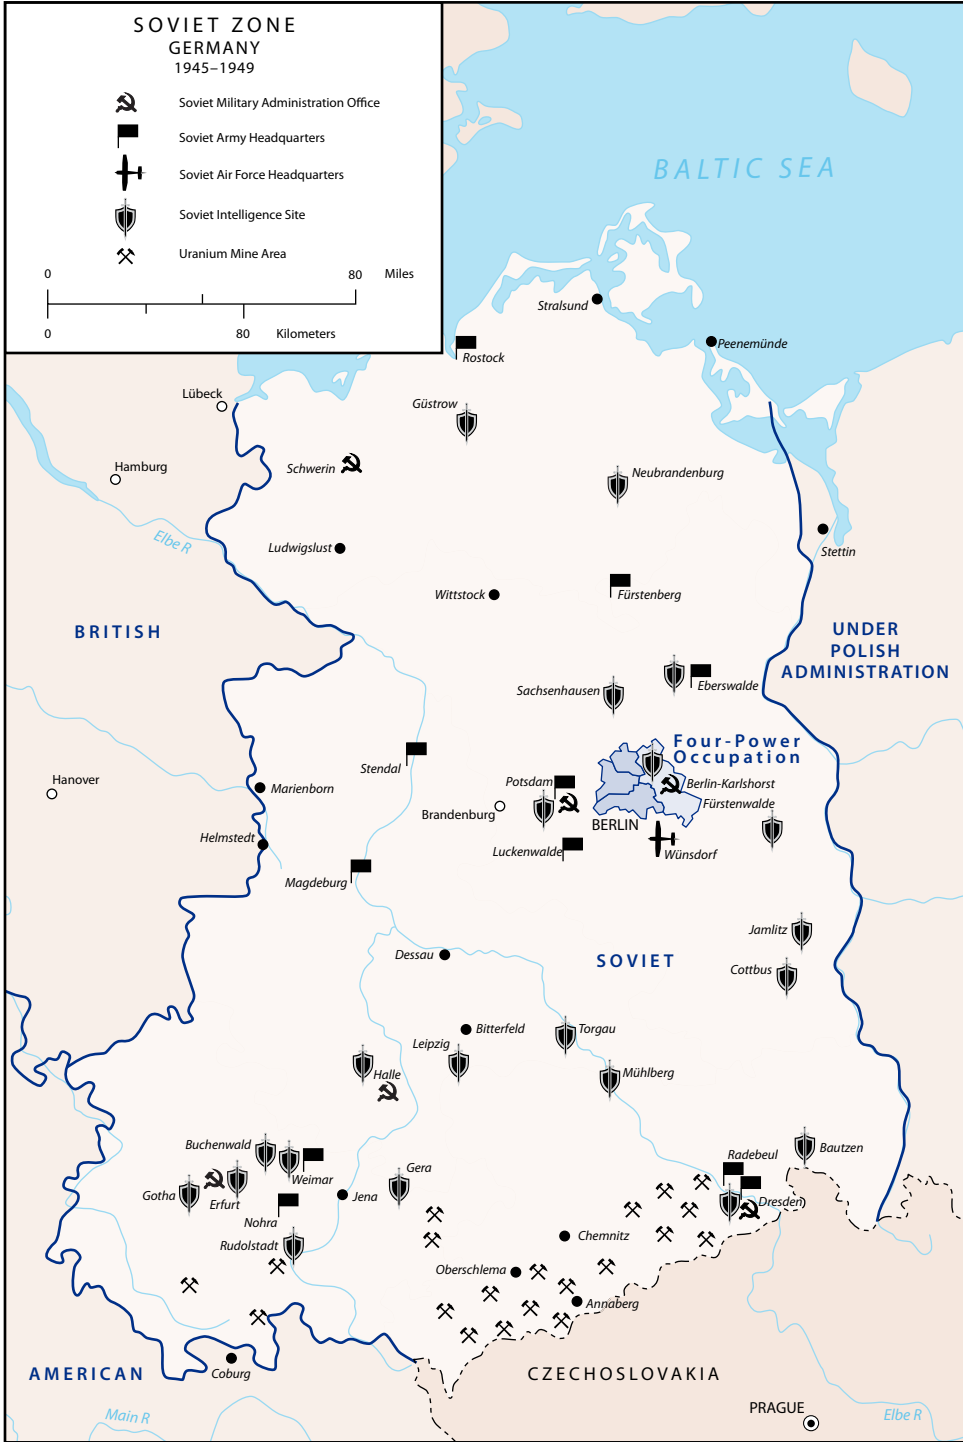 SOVIET ZONE
GERMANY
1945–1949
Soviet Military Administration Office
Soviet Army Headquarters
Soviet Air Force Headquarters
Soviet Intelligence Site
Uranium Mine Area
0 80 Miles
0 80 Kilometers
BALTIC SEA
Stralsund
Peenemünde
Rostock
Lübeck
Güstrow
Schwerin
Hamburg
Neubrandenburg
Elbe R
Ludwigslust
Stettin
Wittstock
Fürstenberg
BRITISH
UNDER
POLISH
ADMINISTRATION
Sachsenhausen
Eberswalde
Four-Power
Occupation
Stendal
Hanover
Marienborn
Potsdam
Berlin-Karlshorst
Brandenburg
Fürstenwalde
BERLIN
Helmstedt
Luckenwalde
Wünsdorf
Magdeburg
Jamlitz
Dessau
SOVIET
Cottbus
Bitterfeld
Torgau
Leipzig
Halle
Mühlberg
Buchenwald
Radebeul
Bautzen
Weimar
Gera
Gotha
Erfurt
Jena
Dresden
Nohra
Chemnitz
Rudolstadt
Oberschlema
Annaberg
AMERICAN
Coburg
CZECHOSLOVAKIA
PRAGUE
Main R
Elbe R